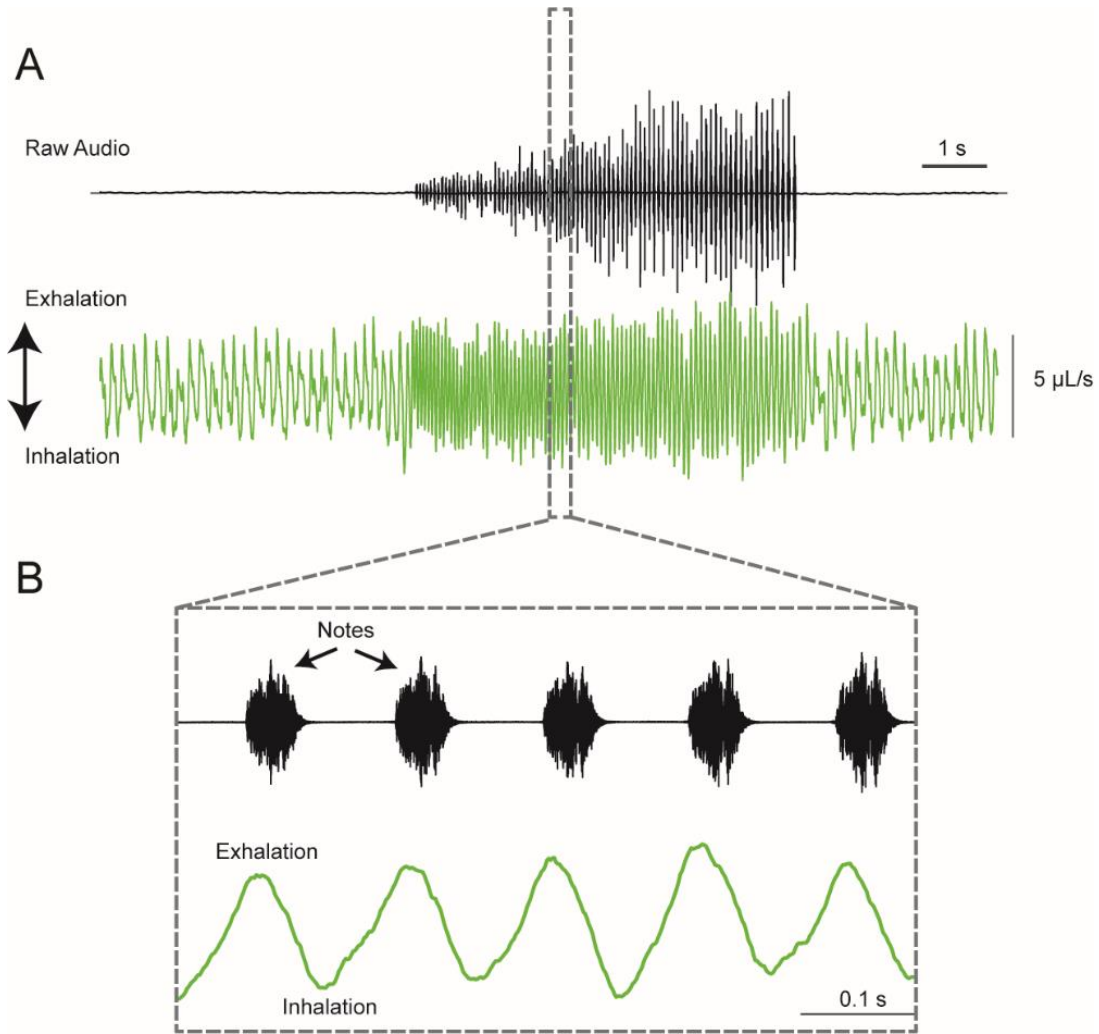 A
Raw Audio
1 s
Exhalation
5 µL/s
Inhalation
B
Notes
Exhalation
Inhalation
0.1 s